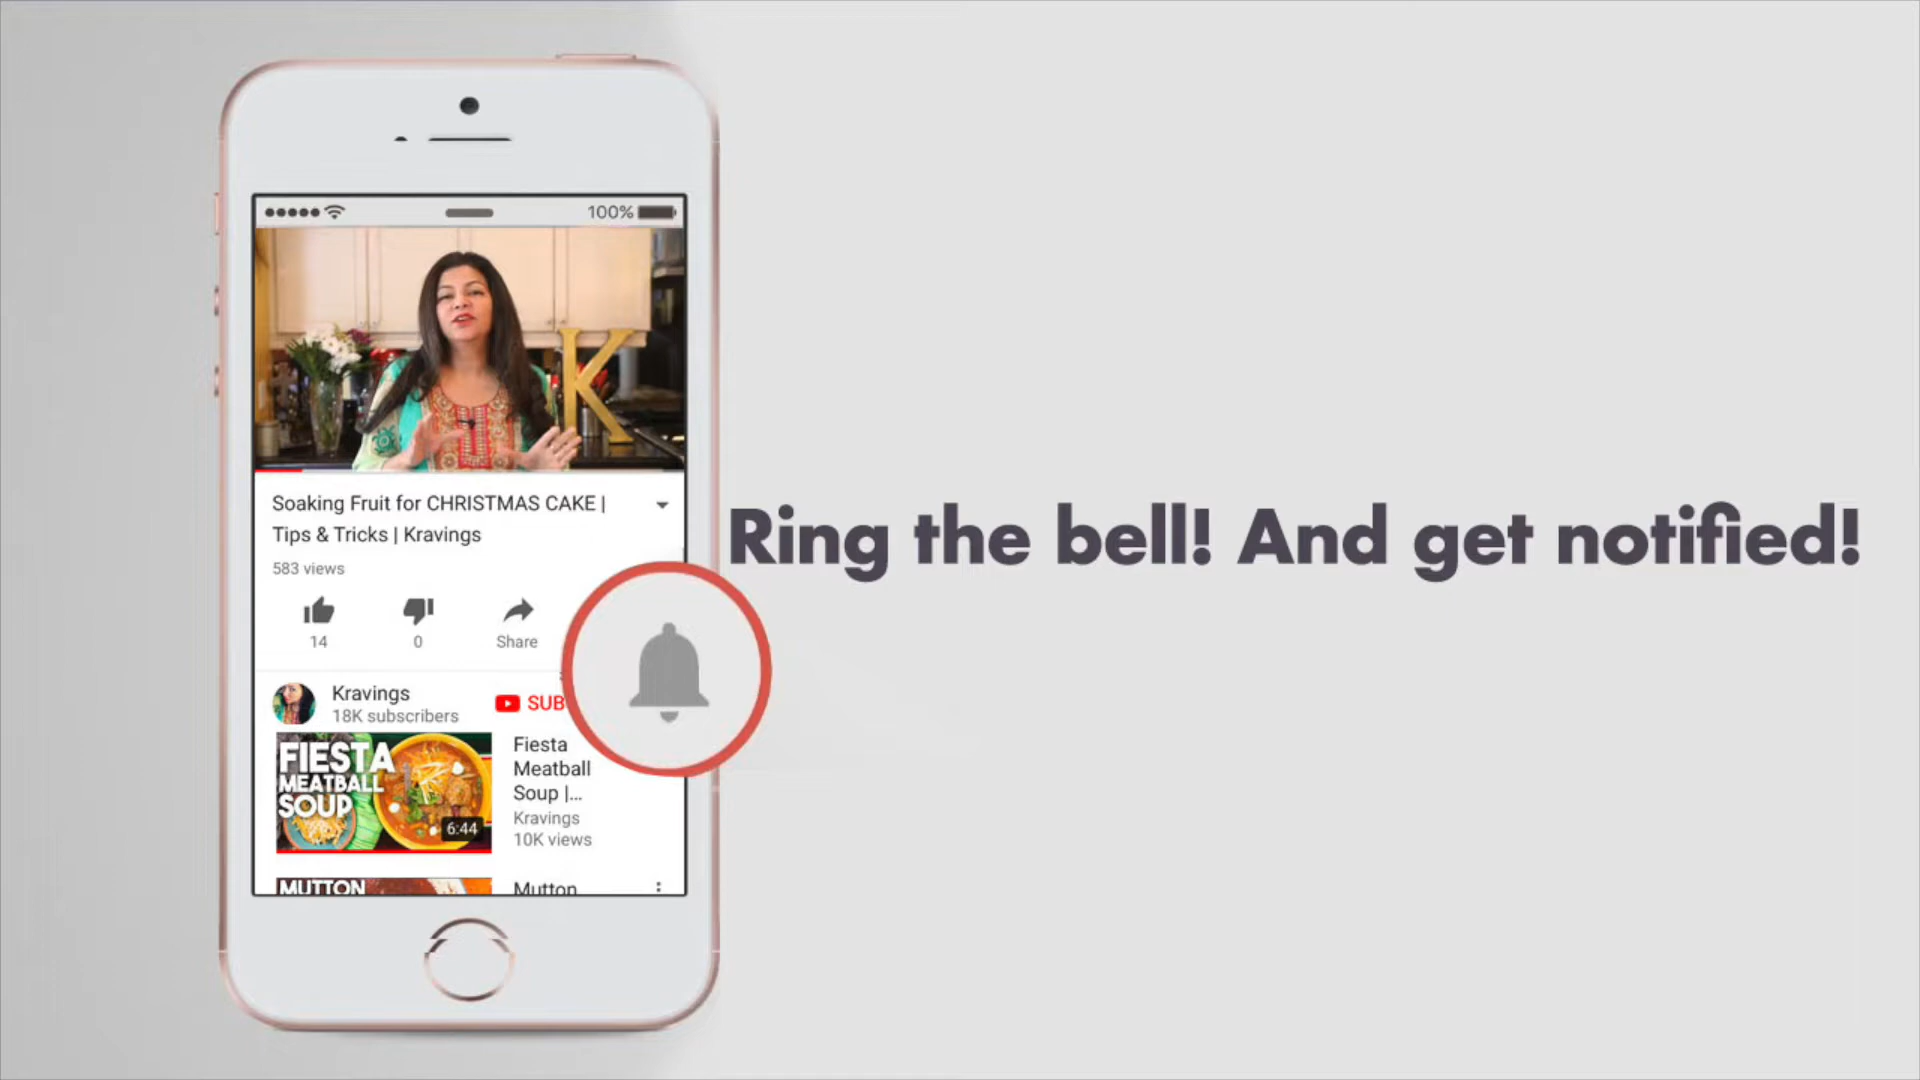 100%
K
Soaking Fruit for CHRISTMAS CAKE |
Tips & Tricks | Kravings
583 views
14
0
Share
Kravings
18K subscribers
SUB
FIESTA
MEATBALL
SOUP
6:44
Fiesta
Meatball
Soup |...
Kravings
10K views
MUTTON
Mutton
Ring the bell! And get notified!